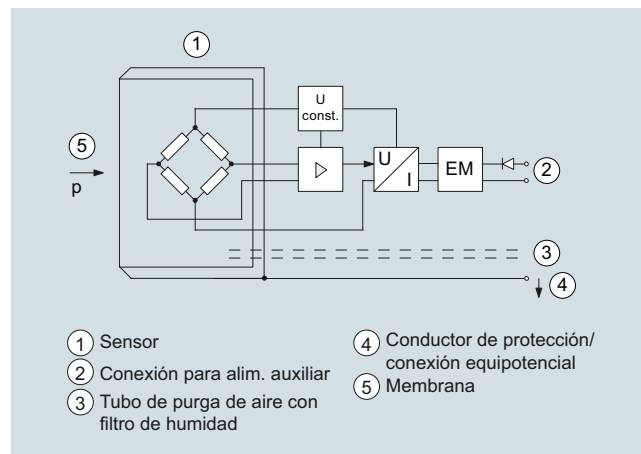 1
U
const.
5
p
U
I
EM
2
3
4
1 Sensor
2 Conexión para alim. auxiliar
3 Tubo de purga de aire con
filtro de humidad
4 Conductor de protección/
conexión equipotencial
5 Membrana